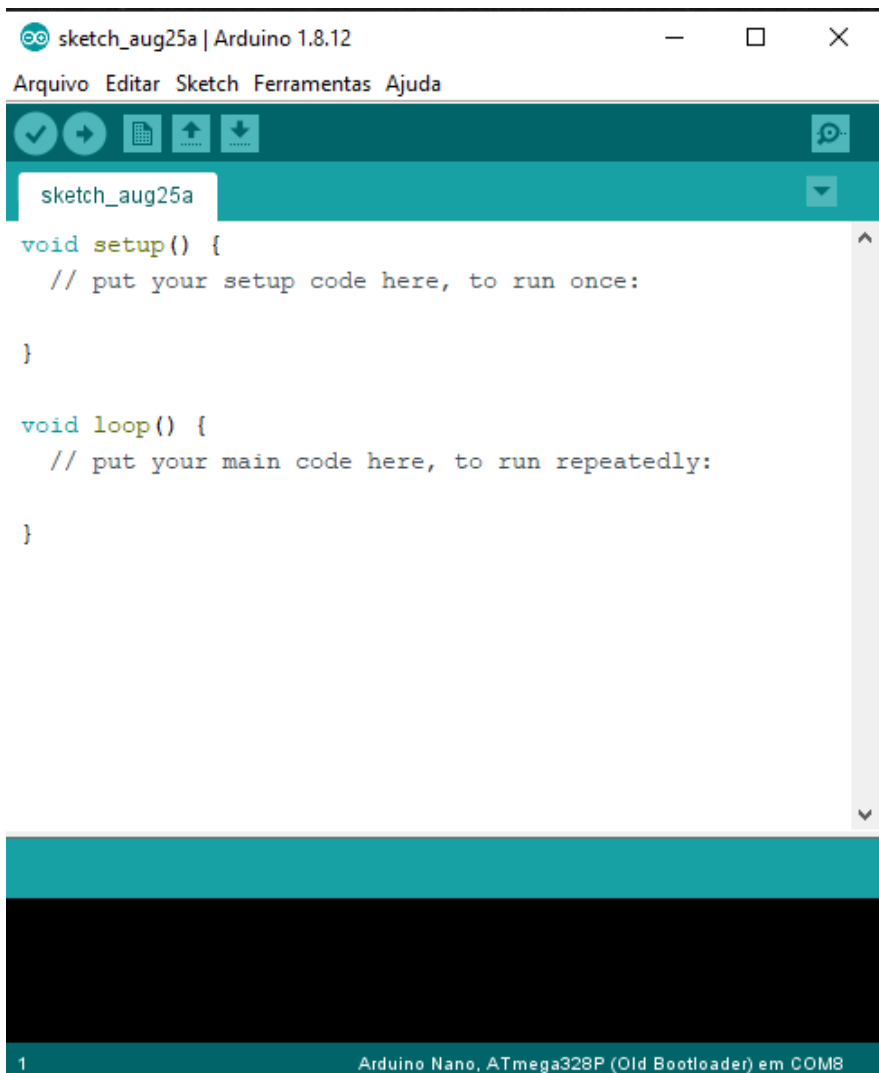 sketch_aug25a | Arduino 1.8.12
Arquivo Editar Sketch Ferramentas Ajuda
sketch_aug25a
void setup() {
  // put your setup code here, to run once:
}
void loop() {
  // put your main code here, to run repeatedly:
}
1 Arduino Nano, ATmega328P (Old Bootloader) em COM8